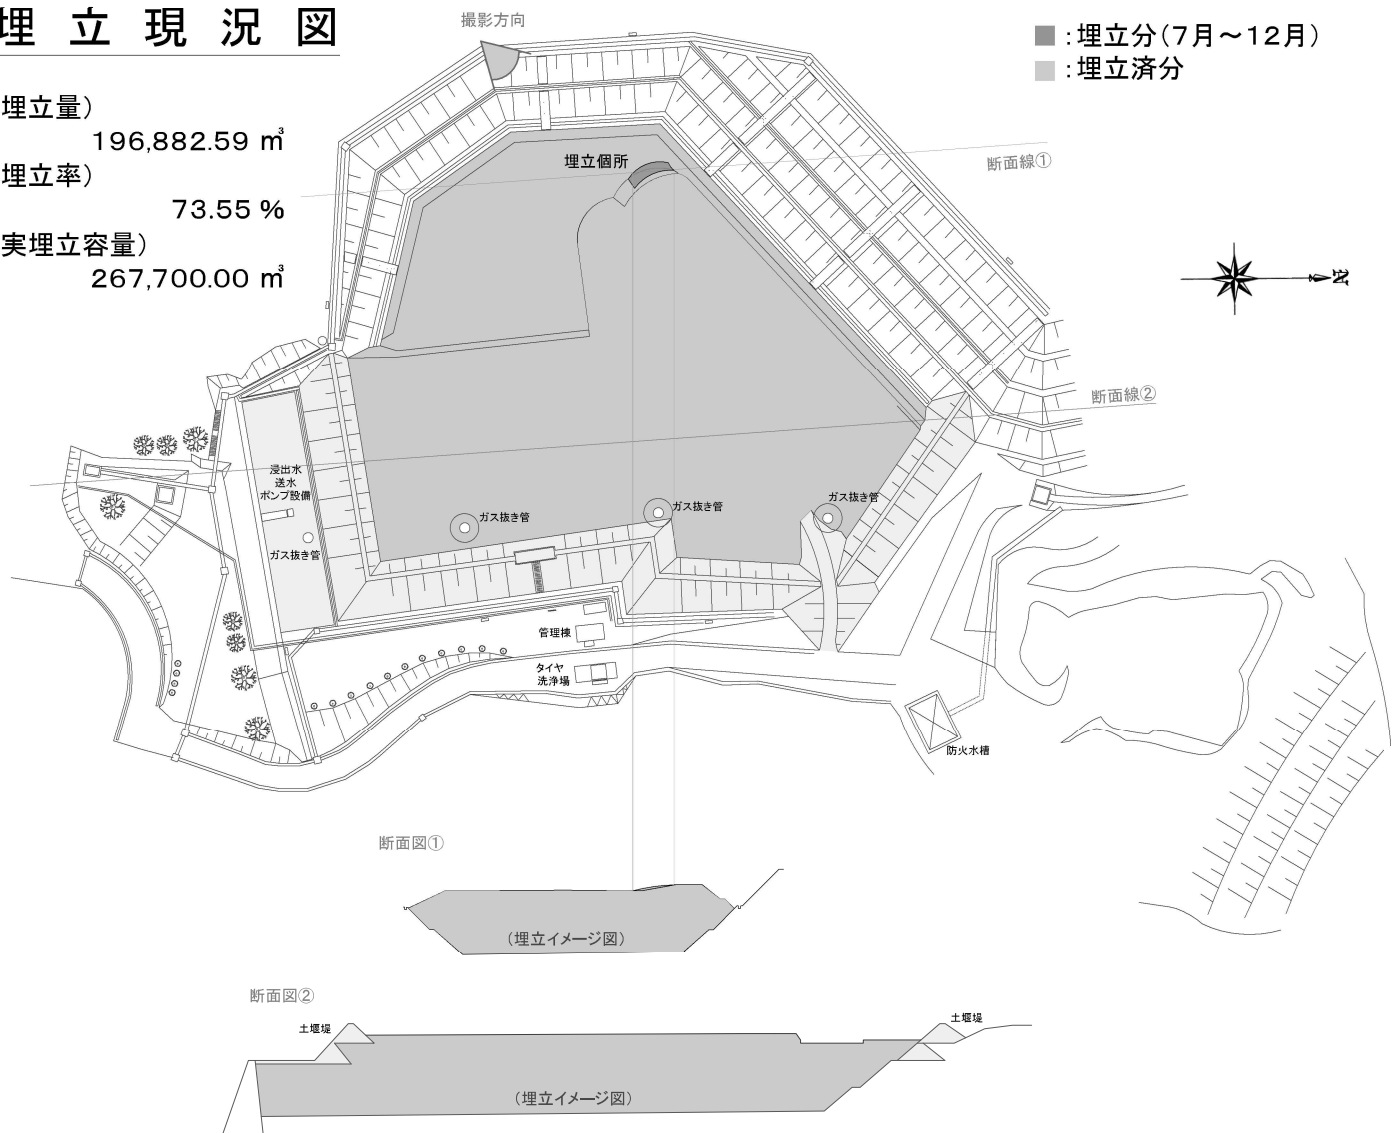 埋立現況図
撮影方向
：埋立分（7月～12月）
：埋立済分
埋立量）
196,882.59 ㎥
埋立率）
73.55 %
実埋立容量）
267,700.00 ㎥
埋立個所
断面線①
断面線②
浸出水
送水
ポンプ設備
ガス抜き管
ガス抜き管
ガス抜き管
ガス抜き管
管理棟
タイヤ
洗浄場
防火水槽
断面図①
（埋立イメージ図）
断面図②
土堰堤
土堰堤
（埋立イメージ図）